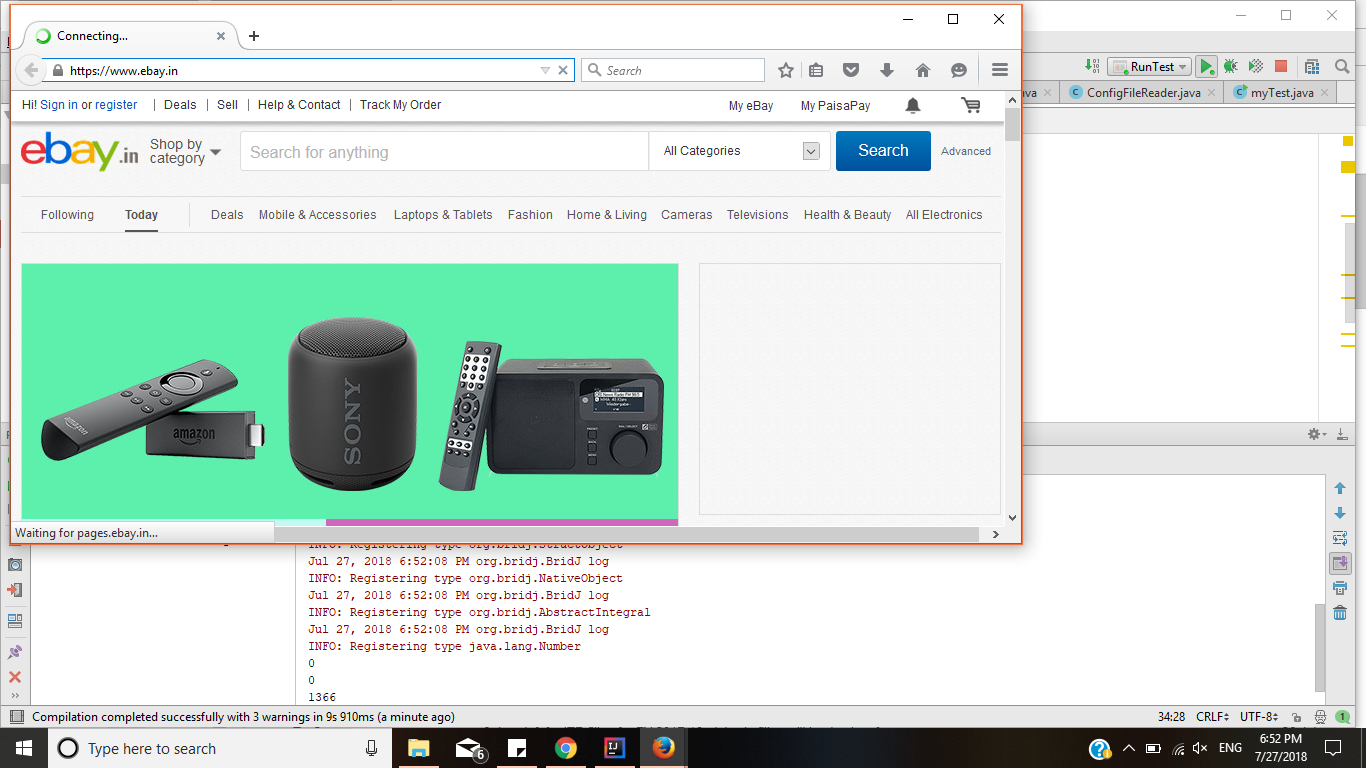 Connecting...
https://www.ebay.in
Search
RunTest
ava
ConfigFileReader.java
myTest.java
Hi! Sign in or register
Deals
Sell
Help & Contact
Track My Order
My eBay
My PaisaPay
ebay.in
Shop by
category
Search for anything
All Categories
Search
Advanced
Following
Today
Deals
Mobile & Accessories
Laptops & Tablets
Fashion
Home & Living
Cameras
Televisions
Health & Beauty
All Electronics
amazon
amazon
SONY
Waiting for pages.ebay.in...
INFO: Registering type org.bridj.StructObject
Jul 27, 2018 6:52:08 PM org.bridj.BridJ log
INFO: Registering type org.bridj.NativeObject
Jul 27, 2018 6:52:08 PM org.bridj.BridJ log
INFO: Registering type org.bridj.AbstractIntegral
Jul 27, 2018 6:52:08 PM org.bridj.BridJ log
INFO: Registering type java.lang.Number
0
0
1366
Compilation completed successfully with 3 warnings in 9s 910ms (a minute ago)
34:28
CRLF
UTF-8
1
Type here to search
6
ENG
6:52 PM
7/27/2018